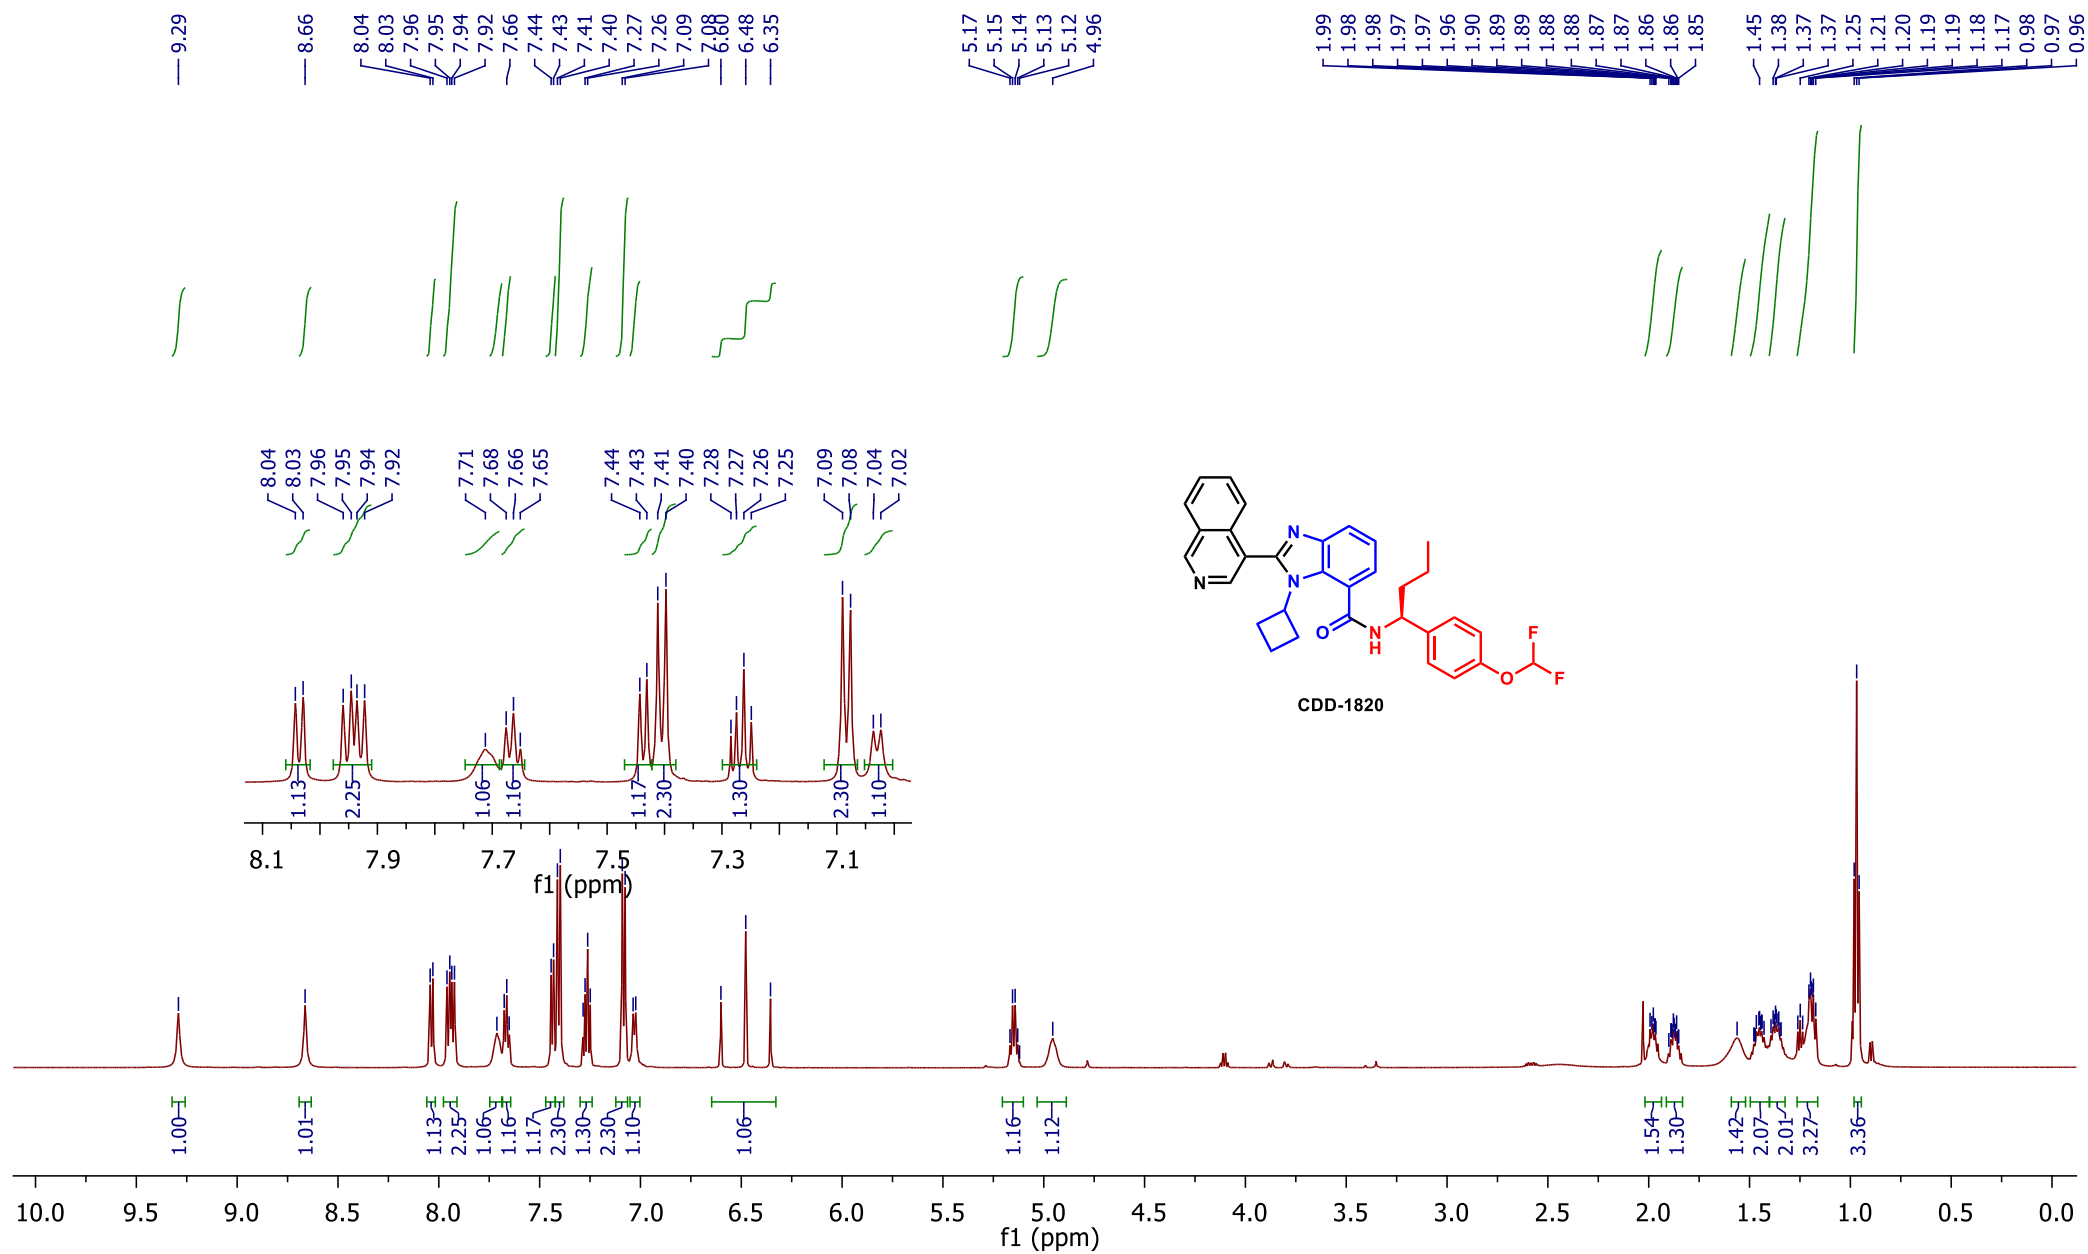 9.29 8.66 8.04 8.03 7.96 7.95 7.94 7.92 7.66 7.44 7.43 7.41 7.40 7.27 7.26 7.09 7.08 6.60 6.48 6.35 5.17 5.15 5.14 5.13 5.12 4.96 1.99 1.98 1.98 1.97 1.97 1.96 1.90 1.89 1.89 1.88 1.88 1.87 1.87 1.86 1.86 1.85 1.45 1.38 1.37 1.37 1.25 1.21 1.20 1.19 1.19 1.18 1.17 0.98 0.97 0.96
8.04 8.03 7.96 7.95 7.94 7.92 7.71 7.68 7.66 7.65 7.44 7.43 7.41 7.40 7.28 7.27 7.26 7.25 7.09 7.08 7.04 7.02
N
N
N
O
N
H
F
O
F
CDD-1820
1.13 2.25 1.06 1.16 1.17 2.30 1.30 2.30 1.10
8.1 7.9 7.7 7.5 7.3 7.1
f1 (ppm)
1.00 1.01 1.13 2.25 1.06 1.16 1.17 2.30 1.30 2.30 1.10 1.06 1.16 1.12 1.54 1.30 1.42 2.07 2.01 3.27 3.36
10.0 9.5 9.0 8.5 8.0 7.5 7.0 6.5 6.0 5.5 5.0 4.5 4.0 3.5 3.0 2.5 2.0 1.5 1.0 0.5 0.0
f1 (ppm)